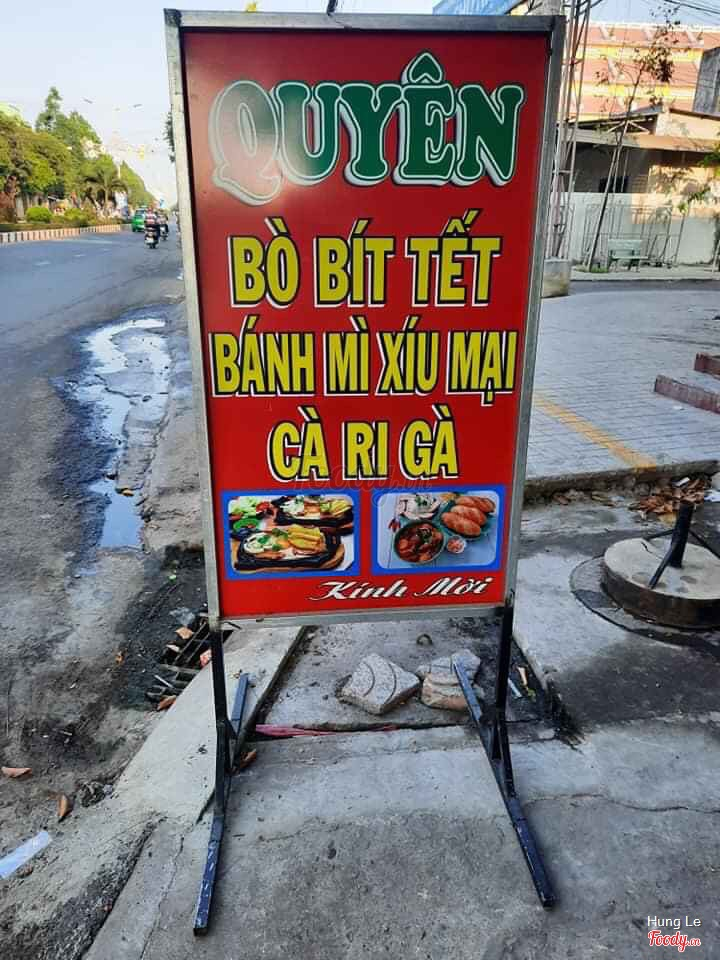 QUYÊN
BÒ BÍT TẾT
BÁNH MÌ XÍU MẠI
CÀ RI GÀ
Kính Mời
Hung Le
Foody.vn